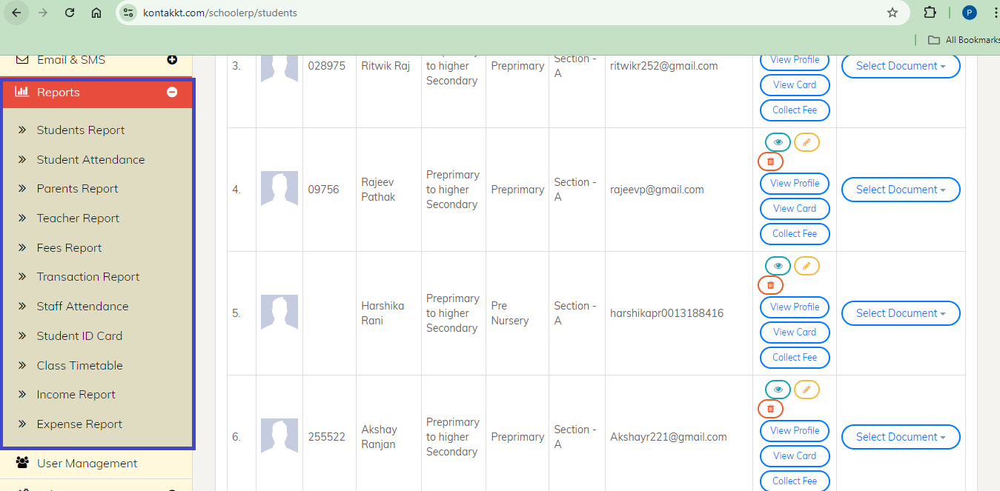 kontakkt.com/schoolerp/students
P
All Bookmarks
Email & SMS
Reports
Students Report
Student Attendance
Parents Report
Teacher Report
Fees Report
Transaction Report
Staff Attendance
Student ID Card
Class Timetable
Income Report
Expense Report
User Management
3.
028975
Ritwik Raj
Preprimary
to higher
Secondary
Preprimary
Section -
A
ritwikr252@gmail.com
View Profile
View Card
Collect Fee
Select Document
4.
09756
Rajeev
Pathak
Preprimary
to higher
Secondary
Preprimary
Section -
A
rajeevp@gmail.com
View Profile
View Card
Collect Fee
Select Document
5.
Harshika
Rani
Preprimary
to higher
Secondary
Pre
Nursery
Section -
A
harshikapr0013188416
View Profile
View Card
Collect Fee
Select Document
6.
255522
Akshay
Ranjan
Preprimary
to higher
Secondary
Preprimary
Section -
A
Akshayr221@gmail.com
View Profile
View Card
Collect Fee
Select Document